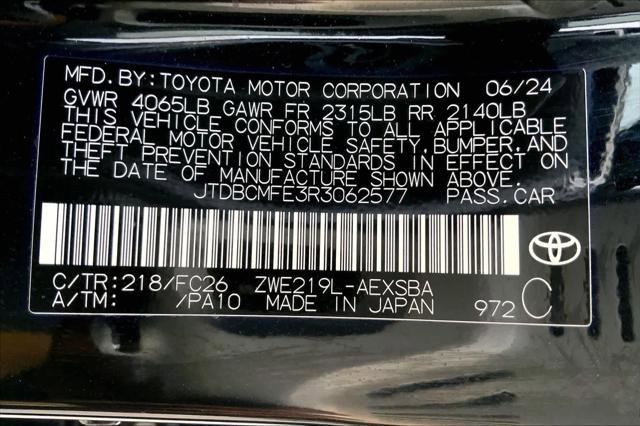 MFD. BY: TOYOTA MOTOR CORPORATION 06/24
GVWR 4065LB GAWR FR 2315LB RR 2140LB
THIS VEHICLE CONFORMS TO ALL APPLICABLE
FEDERAL MOTOR VEHICLE SAFETY, BUMPER, AND
THEFT PREVENTION STANDARDS IN EFFECT ON
THE DATE OF MANUFACTURE SHOWN ABOVE.
JTDBCMFE3R3062577 PASS. CAR
C/TR: 218/FC26 ZWE219L-AEXSBA
A/TM: /PA10 MADE IN JAPAN 972 C